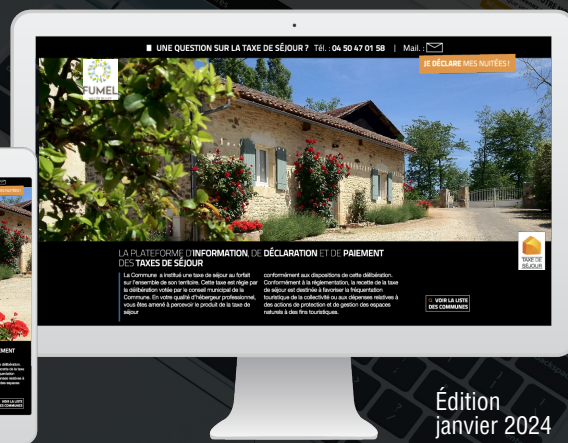 UNE QUESTION SUR LA TAXE DE SÉJOUR ? Tél. : 04 50 47 01 58 | Mail. :
JE DÉCLARE MES NUITÉES !
FUMEL
LA PLATEFORME D'INFORMATION, DE DÉCLARATION ET DE PAIEMENT
DES TAXES DE SÉJOUR
La Commune a institué une taxe de séjour au forfait
sur l'ensemble de son territoire. Cette taxe est régie par
la délibération votée par le conseil municipal de la
Commune. En votre qualité d'hébergeur professionnel,
vous êtes amené à percevoir le produit de la taxe de
séjour
conformément aux dispositions de cette délibération.
Conformément à la réglementation, la recette de la taxe
de séjour est destinée à favoriser la fréquentation
touristique de la collectivité ou aux dépenses relatives à
des actions de protection et de gestion des espaces
naturels à des fins touristiques.
TAXE DE
SÉJOUR
VOIR LA LISTE
DES COMMUNES
Édition
janvier 2024